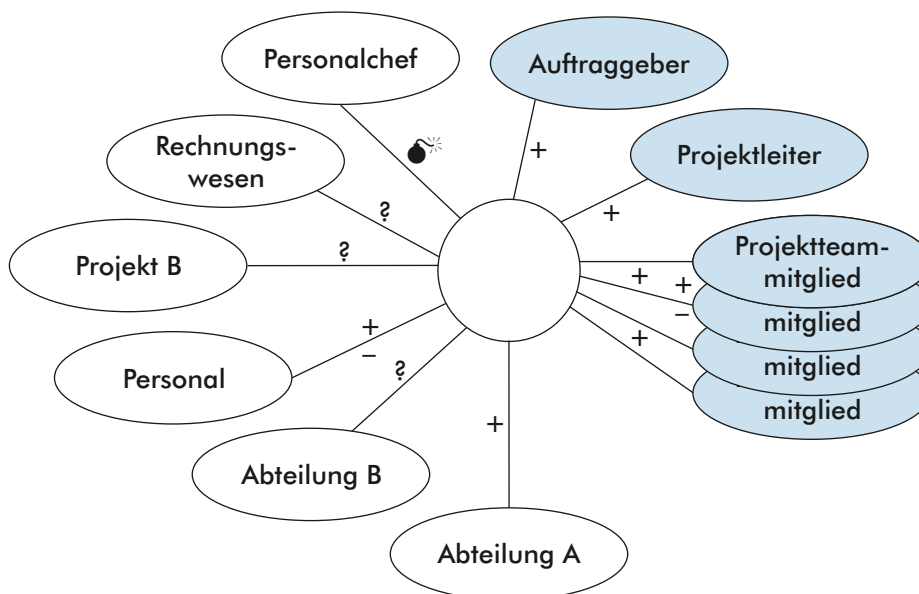 Personalchef
Auftraggeber
Rechnungs-
wesen
+
Projektleiter
+
?
Projekt B
?
Projektteam-
mitglied
+
+
–
mitglied
+
mitglied
mitglied
+
–
Personal
?
Abteilung B
+
Abteilung A